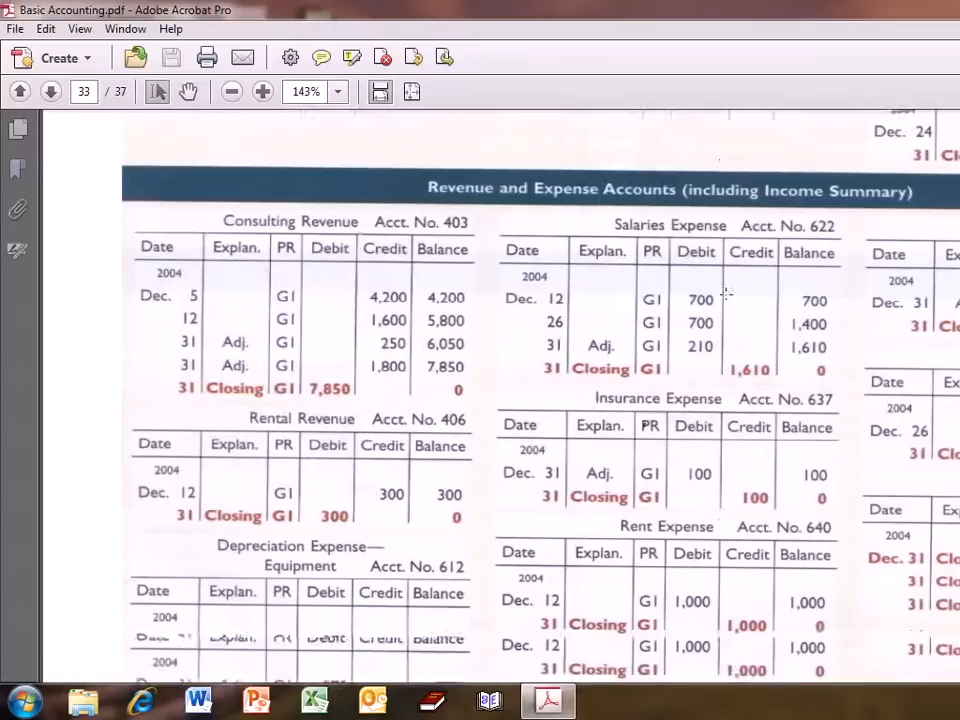 Basic Accounting.pdf - Adobe Acrobat Pro
File Edit View Window Help
Create
33 / 37 143%
Dec. 24
31
Revenue and Expense Accounts (including Income Summary)
Consulting Revenue Acct. No. 403
Date Explan. PR Debit Credit Balance
2004
Dec. 5 G1 4,200 4,200
12 G1 1,600 5,800
31 Adj. G1 250 6,050
31 Adj. G1 1,800 7,850
31 Closing G1 7,850 0
Rental Revenue Acct. No. 406
Date Explan. PR Debit Credit Balance
2004
Dec. 12 G1 300 300
31 Closing G1 300 0
Depreciation Expense—
Equipment Acct. No. 612
Date Explan. PR Debit Credit Balance
2004
Explan. Debit Credit Balance
2004
Salaries Expense Acct. No. 622
Date Explan. PR Debit Credit Balance
2004
Dec. 12 G1 700 700
26 G1 700 1,400
31 Adj. G1 210 1,610
31 Closing G1 1,610 0
Insurance Expense Acct. No. 637
Date Explan. PR Debit Credit Balance
2004
Dec. 31 Adj. G1 100 100
31 Closing G1 100 0
Rent Expense Acct. No. 640
Date Explan. PR Debit Credit Balance
2004
Dec. 12 G1 1,000 1,000
31 Closing G1 1,000 0
Dec. 12 G1 1,000 1,000
31 Closing G1 1,000 0
Date
2004
Dec. 31
31
Date
2004
Dec. 26
31
Date
2004
Dec. 31
31
31